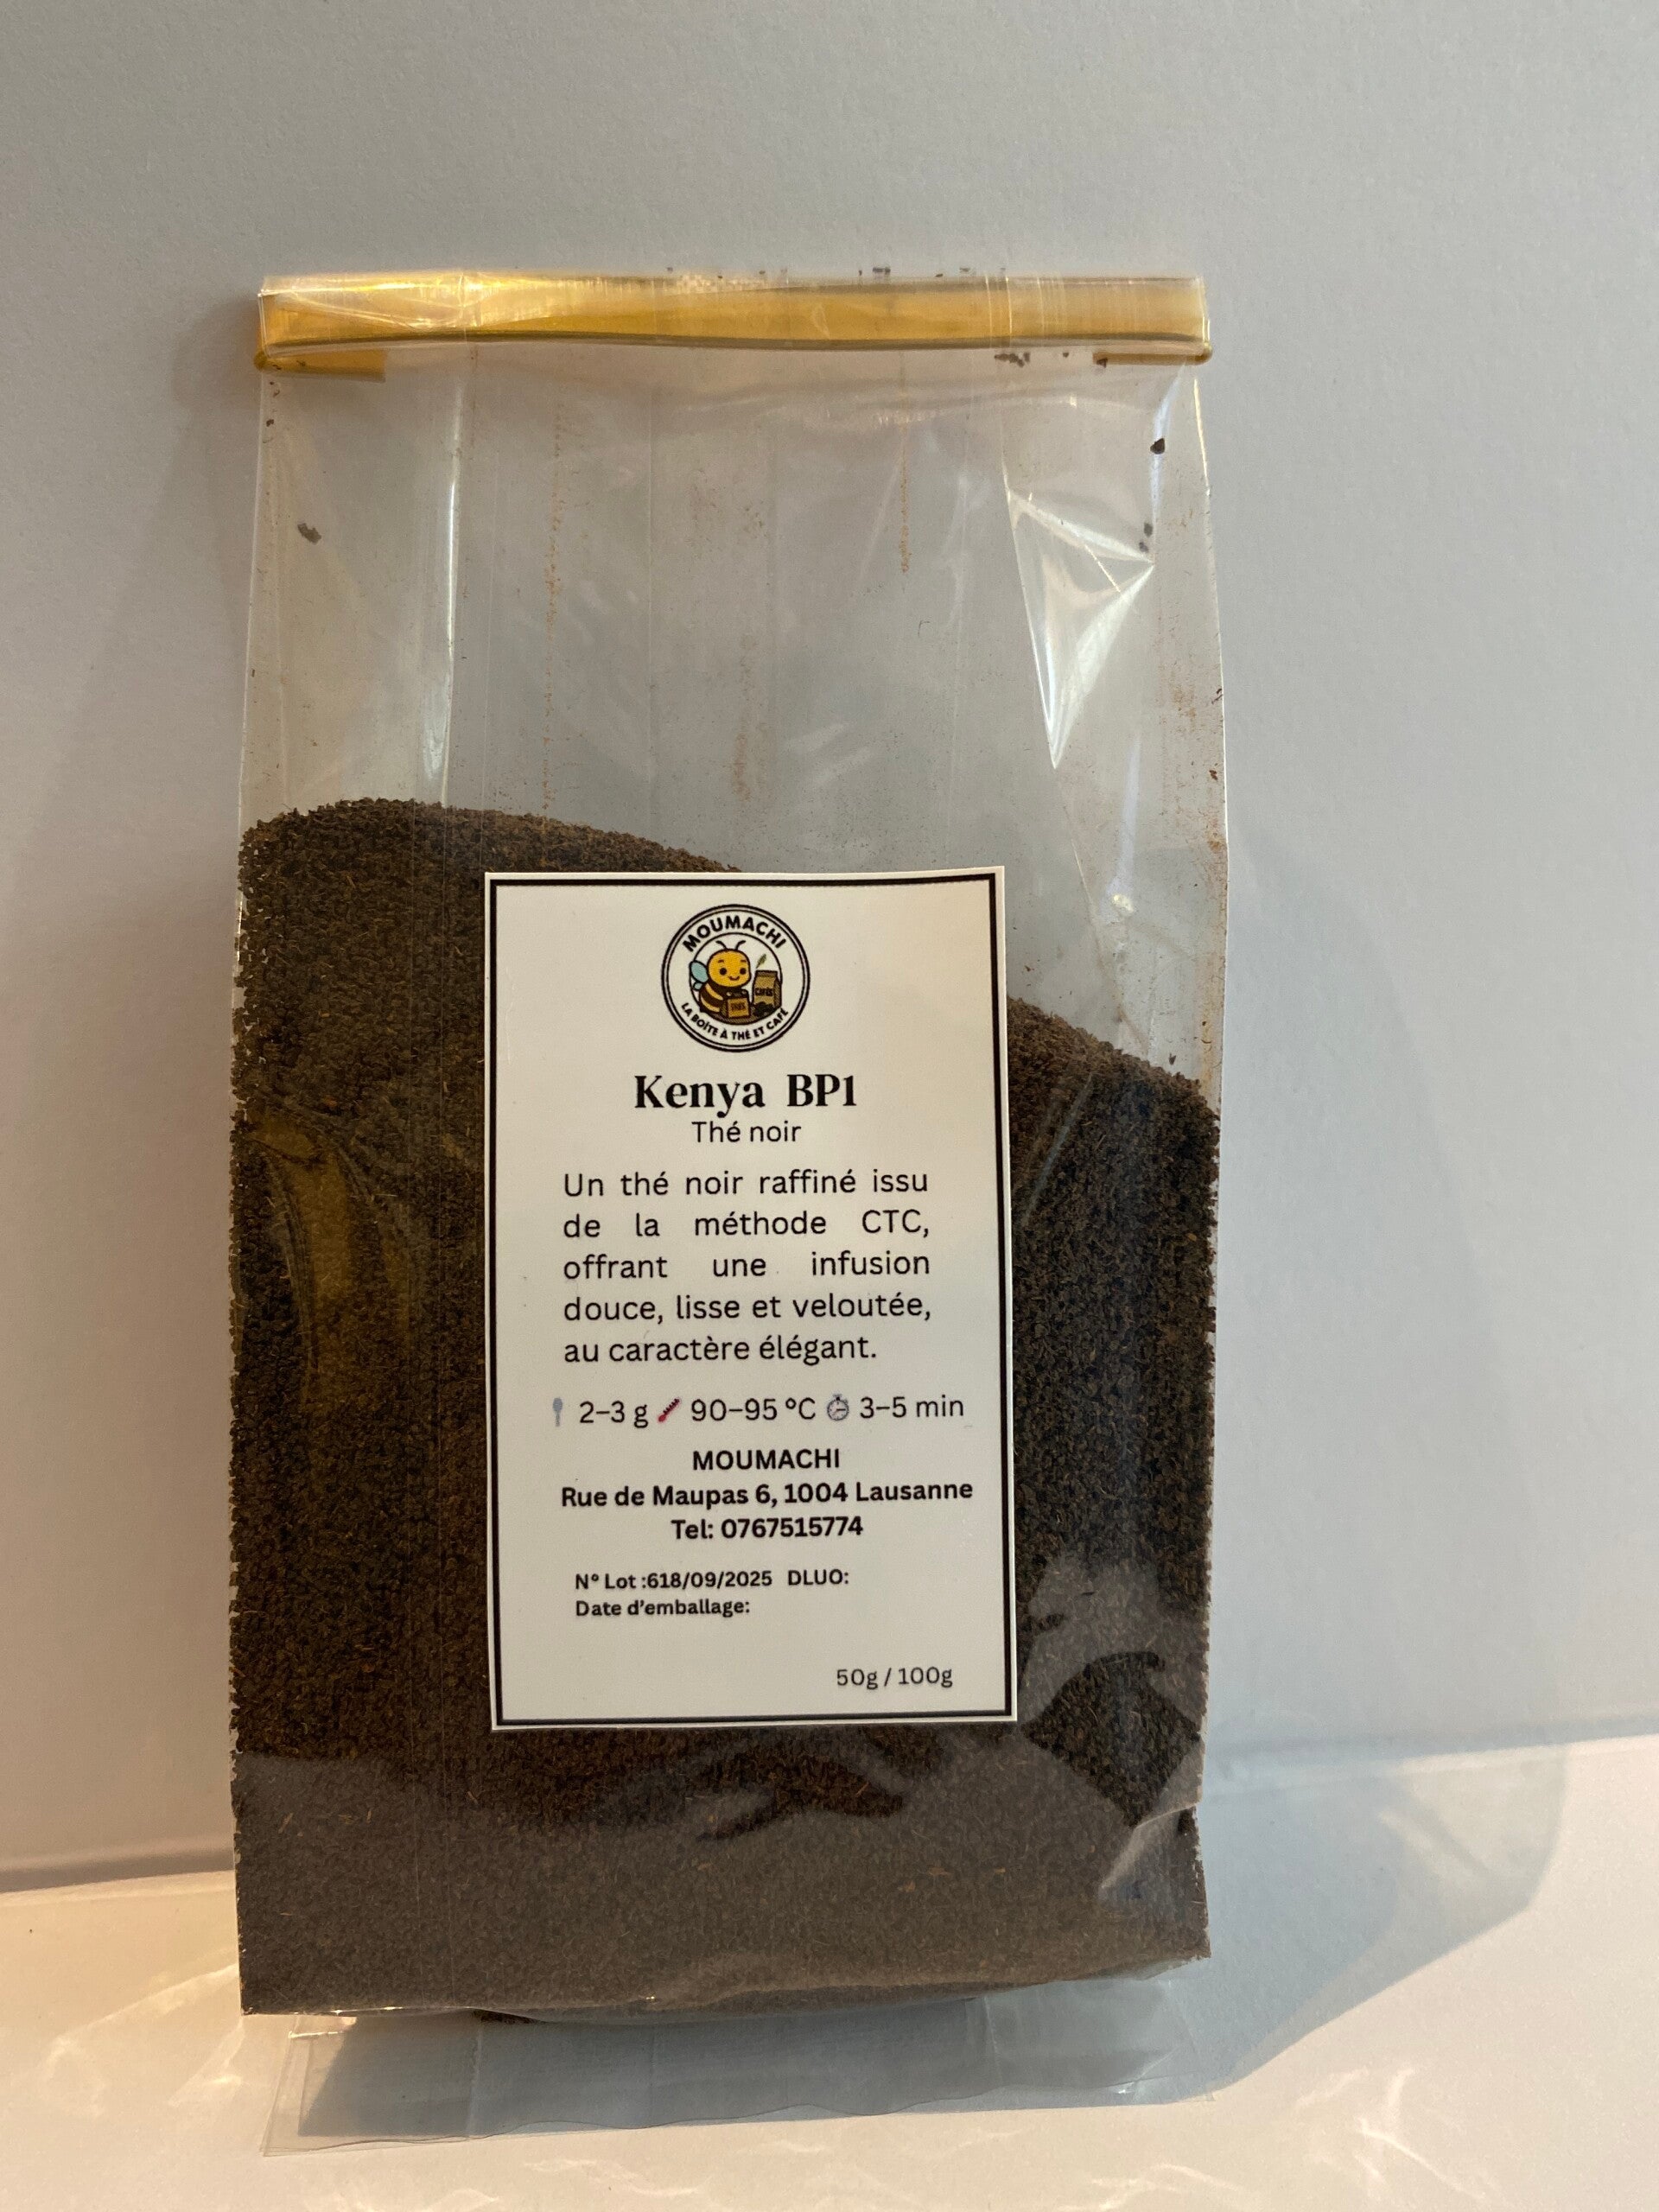 MOUMACHI
THÉS
CAFÉS
LA BOÎTE À THÉ ET CAFÉ
Kenya BP1
Thé noir
Un thé noir raffiné issu
de la méthode CTC,
offrant une infusion
douce, lisse et veloutée,
au caractère élégant.
2–3 g 90–95 °C 3–5 min
MOUMACHI
Rue de Maupas 6, 1004 Lausanne
Tel: 0767515774
N° Lot :618/09/2025 DLUO:
Date d’emballage:
50g / 100g